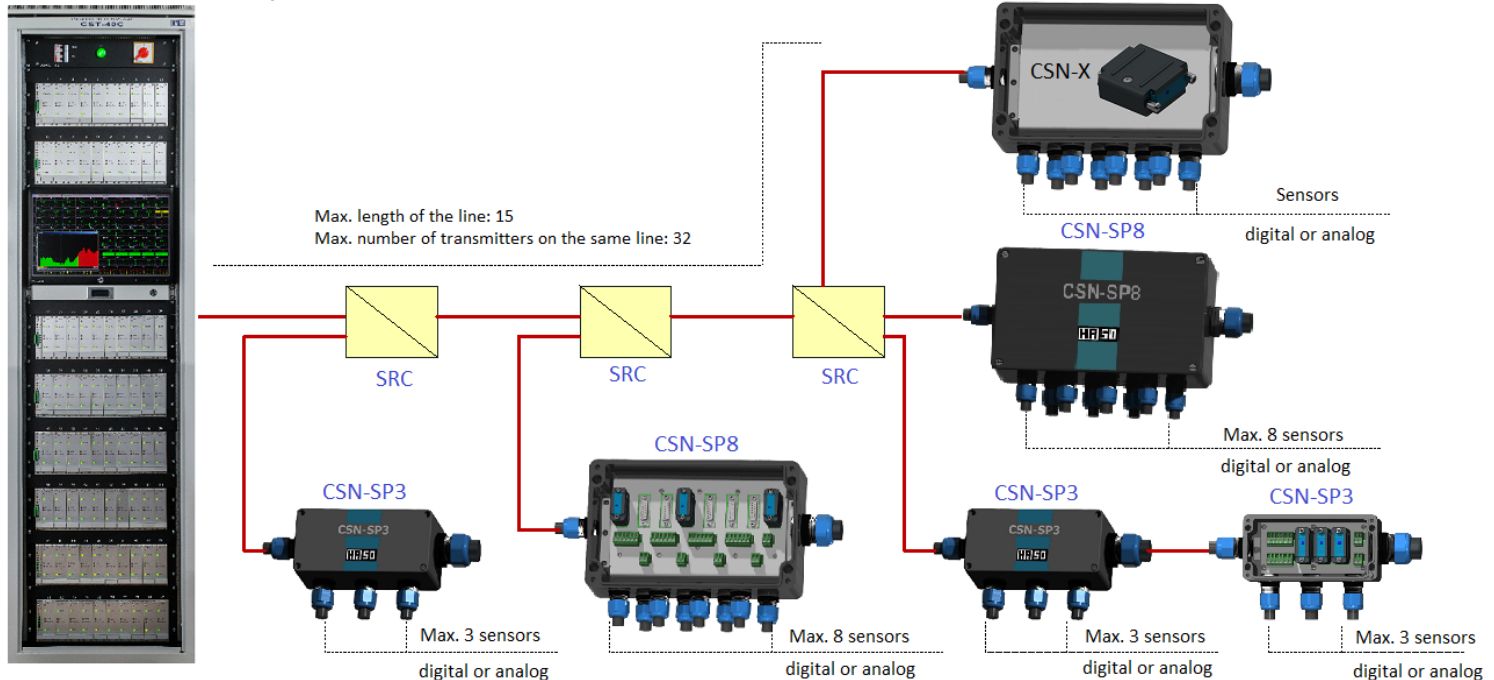 CST-40C
CSN-X
Sensors
digital or analog
Max. length of the line: 15
Max. number of transmitters on the same line: 32
CSN-SP8
CSN-SP8
HASO
SRC
SRC
SRC
Max. 8 sensors
digital or analog
CSN-SP3
CSN-SP3
HASO
Max. 3 sensors
digital or analog
CSN-SP8
Max. 8 sensors
digital or analog
CSN-SP3
CSN-SP3
HASO
Max. 3 sensors
digital or analog
CSN-SP3
Max. 3 sensors
digital or analog